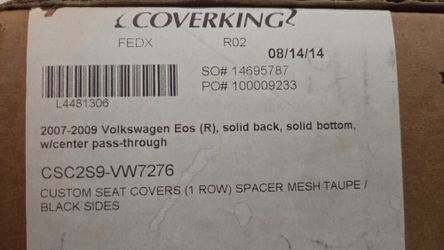 COVERKING
FEDX R02 08/14/14
SO# 14695787
L4481306 PO# 100009233
2007-2009 Volkswagen Eos (R), solid back, solid bottom,
w/center pass-through
CSC2S9-VW7276
CUSTOM SEAT COVERS (1 ROW) SPACER MESH TAUPE /
BLACK SIDES